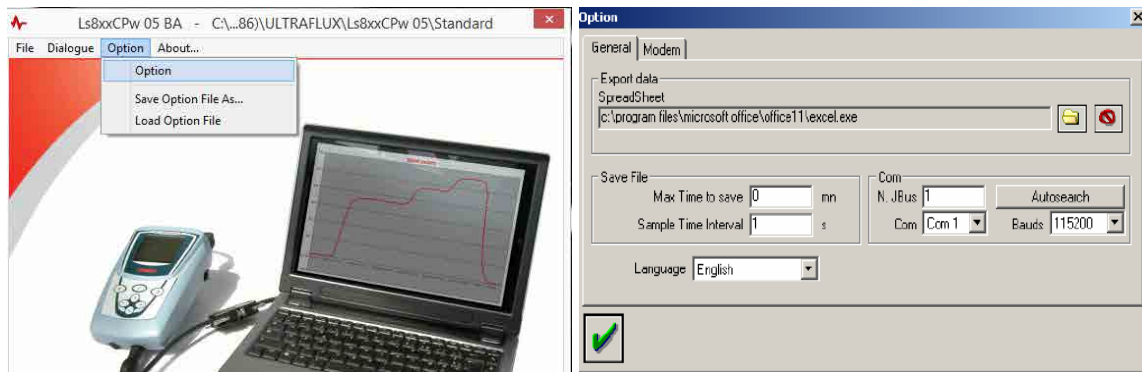 Ls8xxCPw 05 BA - C:\...86)\ULTRAFLUX\Ls8xxCPw 05\Standard
File Dialogue Option About...
Option
Save Option File As...
Load Option File
Option
General Modem
Export data
SpreadSheet
c:\program files\microsoft office\office11\excel.exe
Save File
Max Time to save 0 mn
Sample Time Interval 1 s
Com
N. JBus 1 Autosearch
Com Com 1 Bauds 115200
Language English